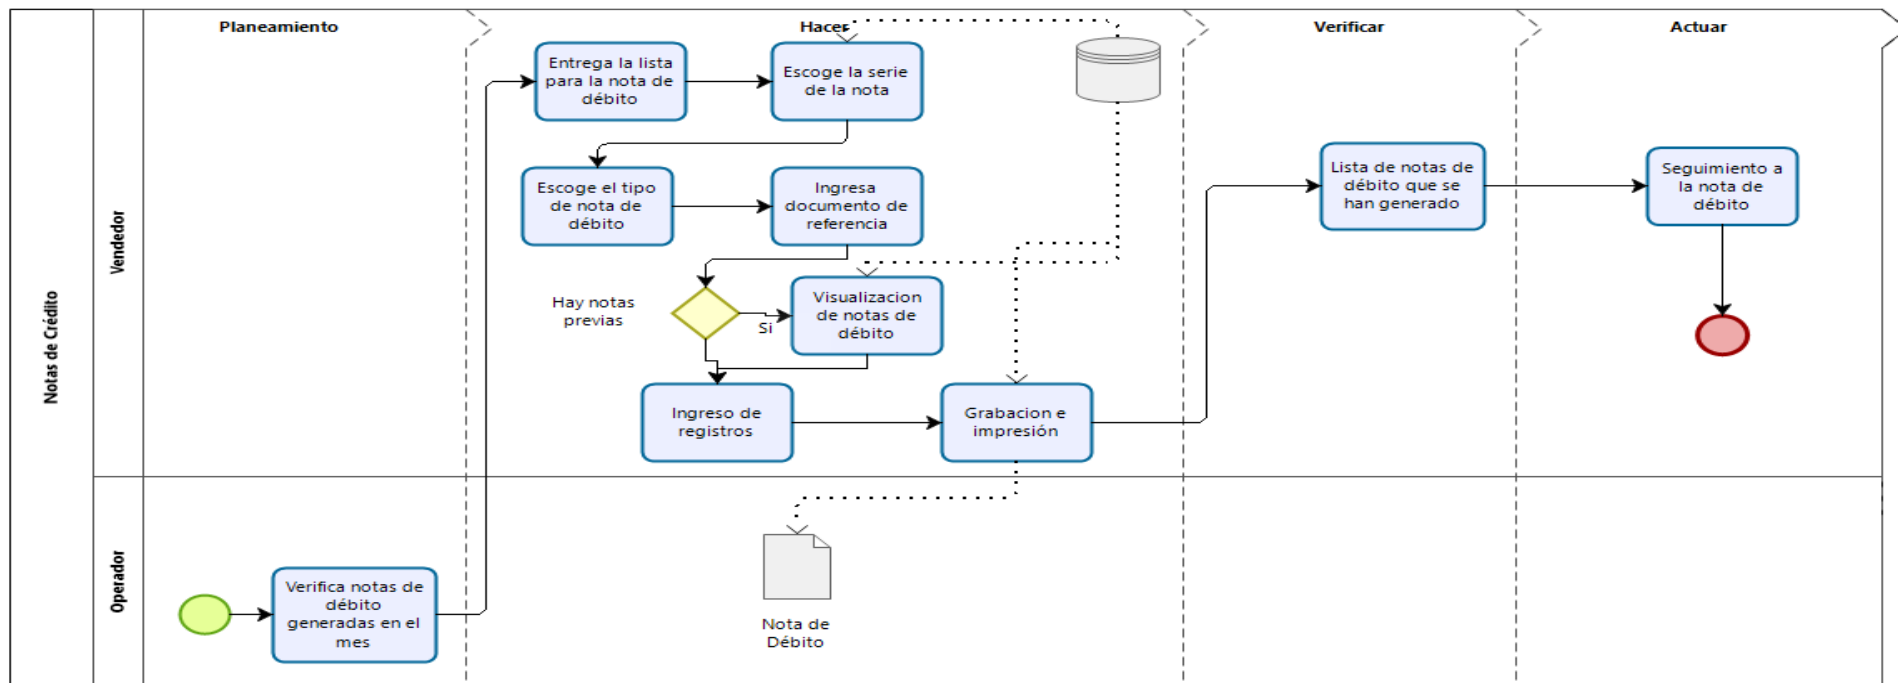 Planeamiento
Hacer
Verificar
Actuar
Notas de Crédito
Vendedor
Entrega la lista
para la nota de
débito
Escoge la serie
de la nota
Escoge el tipo
de nota de
débito
Ingresa
documento de
referencia
Hay notas
previas
Si
Visualizacion
de notas de
débito
Ingreso de
registros
Grabacion e
impresión
Lista de notas de
débito que se
han generado
Seguimiento a
la nota de
débito
Operador
Verifica notas de
débito
generadas en el
mes
Nota de
Débito